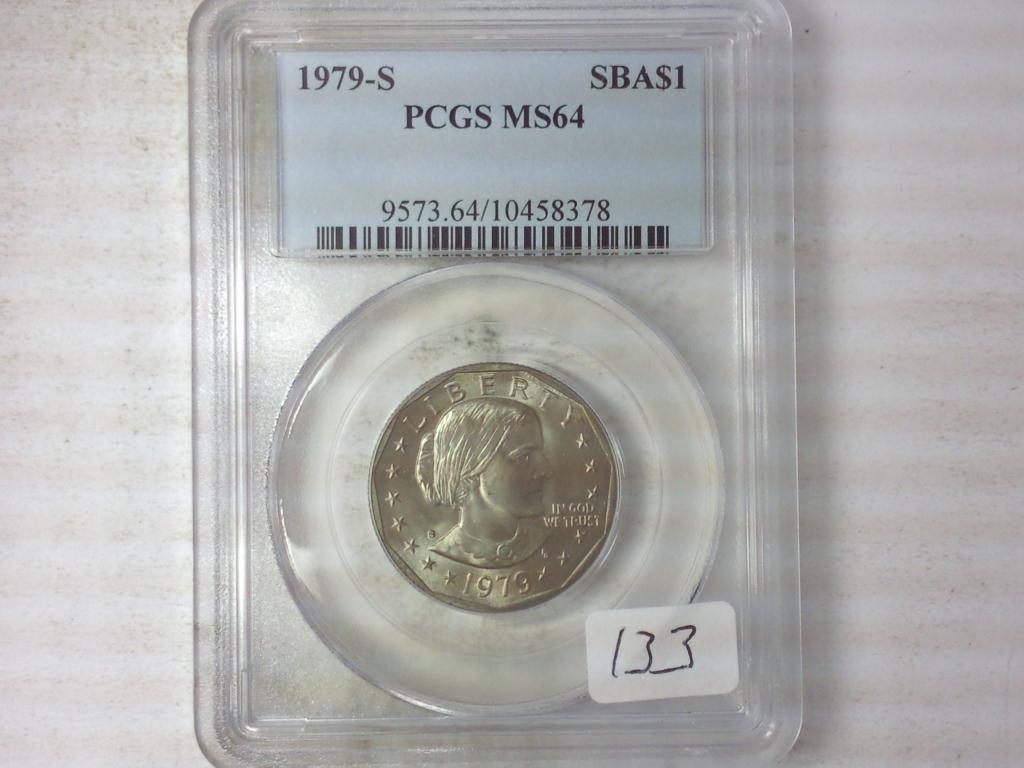 1979-S SBA$1
PCGS MS64
9573.64/10458378
LIBERTY
IN GOD
WE TRUST
S
1979
133